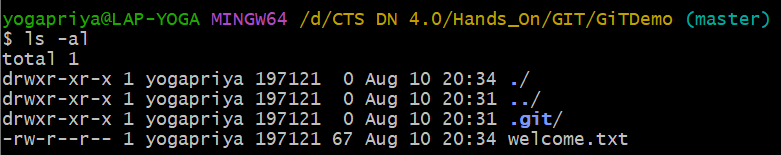 yogapriya@LAP-YOGA MINGW64 /d/CTS DN 4.0/Hands_On/GIT/GiTDemo (master)
$ ls -al
total 1
drwxr-xr-x 1 yogapriya 197121  0 Aug 10 20:34 ./
drwxr-xr-x 1 yogapriya 197121  0 Aug 10 20:31 ../
drwxr-xr-x 1 yogapriya 197121  0 Aug 10 20:31 .git/
-rw-r--r-- 1 yogapriya 197121 67 Aug 10 20:34 welcome.txt